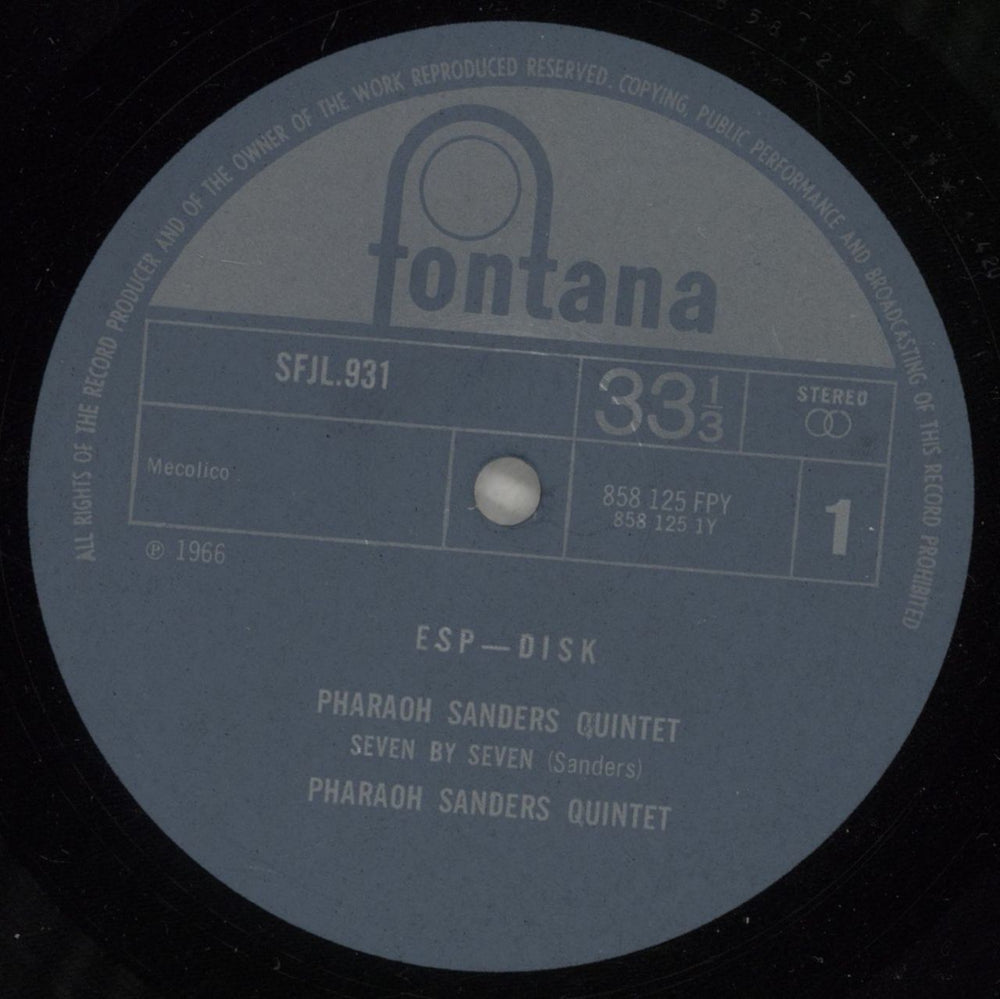 ALL RIGHTS OF THE RECORD PRODUCER AND OF THE OWNER OF THE WORK REPRODUCED RESERVED. COPYING, PUBLIC PERFORMANCE AND BROADCASTING OF THIS RECORD PROHIBITED
fontana
SFJL.931
33 1/3
STEREO
Mecolico
858 125 FPY
858 125 1Y
1
℗ 1966
ESP—DISK
PHARAOH SANDERS QUINTET
SEVEN BY SEVEN (Sanders)
PHARAOH SANDERS QUINTET